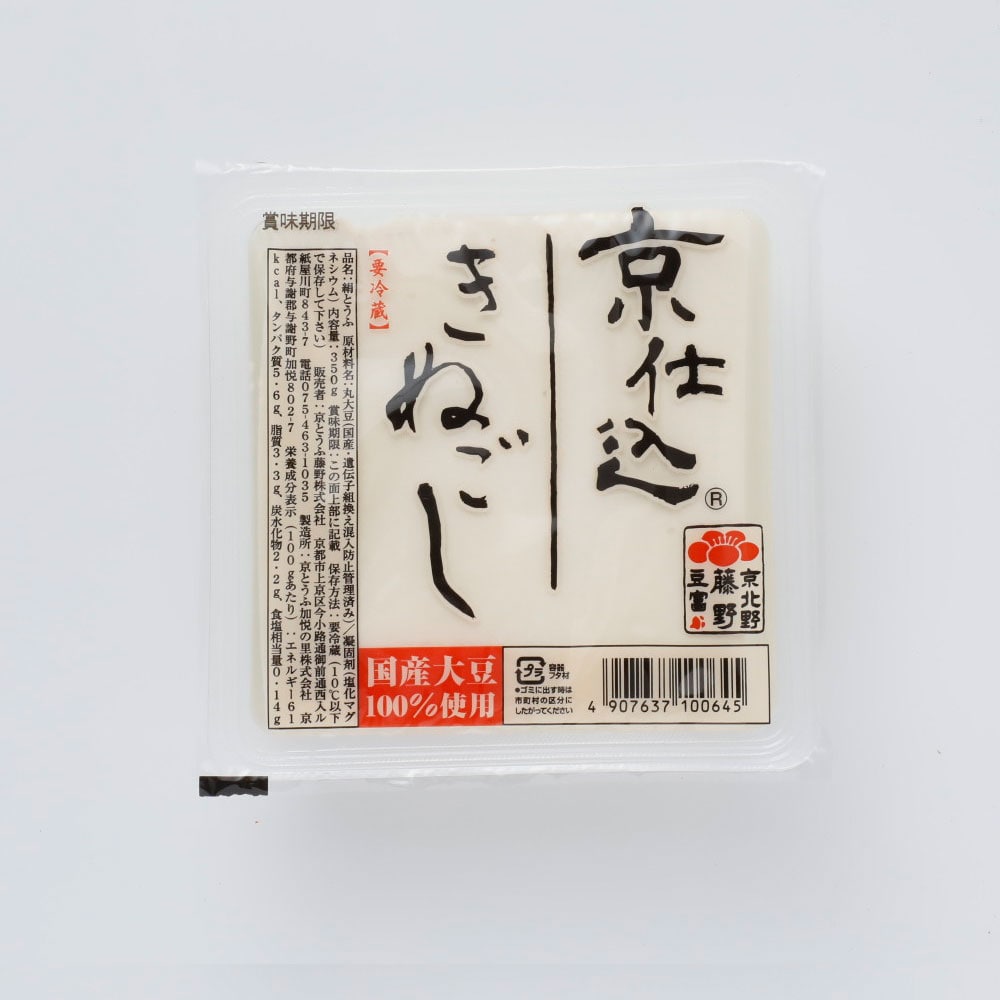 京仕込
®
きぬごし
京北野
藤野
豆富
賞味期限
【要冷蔵】
品名：絹とうふ 原材料名：丸大豆（国産・遺伝子組換え混入防止管理済み）／凝固剤（塩化マグ
ネシウム）内容量：350g 賞味期限：この面上部に記載 保存方法：要冷蔵（10℃以下
で保存して下さい） 販売者：京とうふ藤野株式会社 京都市上京区今小路通御前通西入ル
紙屋川町843-7 電話075-463-1035 製造所：京とうふ加悦の里株式会社 京
都府与謝郡与謝野町加悦802-7 栄養成分表示（100gあたり）：エネルギー61
kcal、タンパク質5.6g、脂質3.3g、炭水化物2.2g、食塩相当量0.14g
国産大豆
100%使用
プラ
容器
フタ材
●ゴミに出す時は
市町村の区分に
したがってください
4 907637 100645